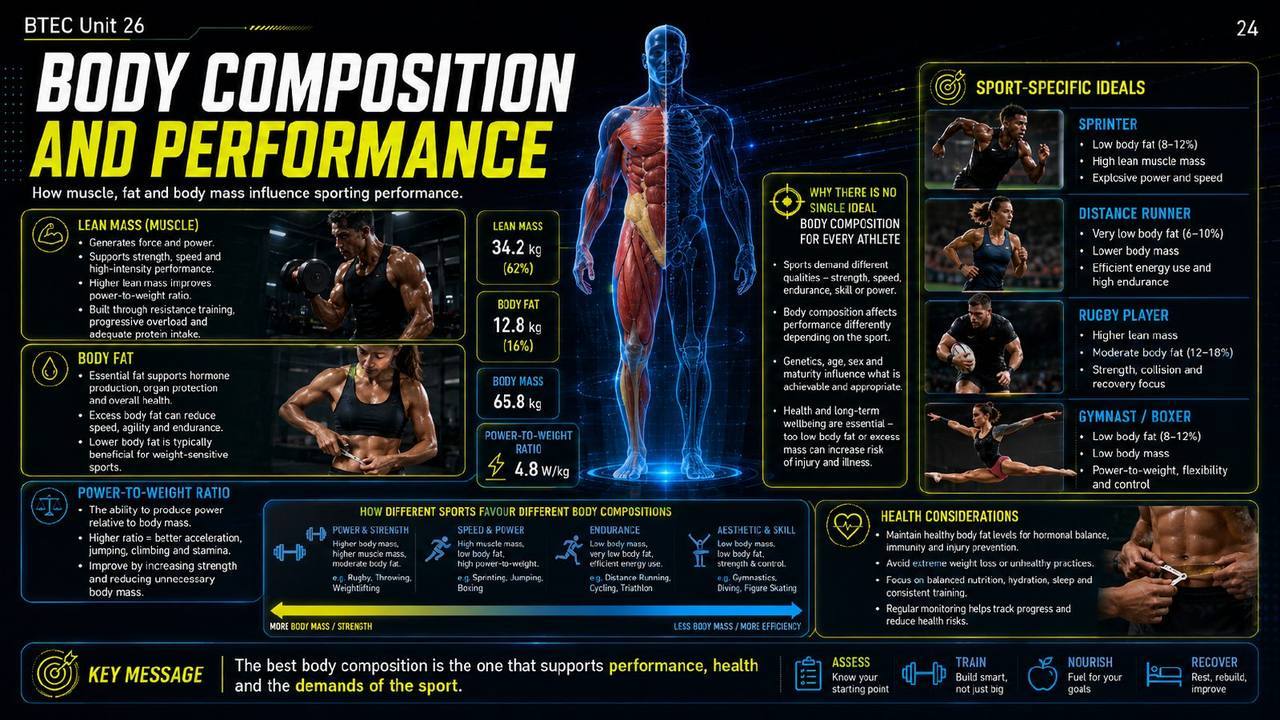 BTEC Unit 26
24
BODY COMPOSITION
AND PERFORMANCE
How muscle, fat and body mass influence sporting performance.
LEAN MASS (MUSCLE)
• Generates force and power.
• Supports strength, speed and
high-intensity performance.
• Higher lean mass improves
power-to-weight ratio.
• Built through resistance training,
progressive overload and
adequate protein intake.
BODY FAT
• Essential fat supports hormone
production, organ protection
and overall health.
• Excess body fat can reduce
speed, agility and endurance.
• Lower body fat is typically
beneficial for weight-sensitive
sports.
POWER-TO-WEIGHT RATIO
• The ability to produce power
relative to body mass.
• Higher ratio = better acceleration,
jumping, climbing and stamina.
• Improve by increasing strength
and reducing unnecessary
body mass.
LEAN MASS
34.2 kg
(62%)
BODY FAT
12.8 kg
(16%)
BODY MASS
65.8 kg
POWER-TO-WEIGHT
RATIO
4.8 W/kg
WHY THERE IS NO
SINGLE IDEAL
BODY COMPOSITION
FOR EVERY ATHLETE
• Sports demand different
qualities – strength, speed,
endurance, skill or power.
• Body composition affects
performance differently
depending on the sport.
• Genetics, age, sex and
maturity influence what is
achievable and appropriate.
• Health and long-term
wellbeing are essential –
too low body fat or excess
mass can increase risk
of injury and illness.
SPORT-SPECIFIC IDEALS
SPRINTER
• Low body fat (8–12%)
• High lean muscle mass
• Explosive power and speed
DISTANCE RUNNER
• Very low body fat (6–10%)
• Lower body mass
• Efficient energy use and
high endurance
RUGBY PLAYER
• Higher lean mass
• Moderate body fat (12–18%)
• Strength, collision and
recovery focus
GYMNAST / BOXER
• Low body fat (8–12%)
• Low body mass
• Power-to-weight, flexibility
and control
HOW DIFFERENT SPORTS FAVOUR DIFFERENT BODY COMPOSITIONS
POWER & STRENGTH
Higher body mass,
higher muscle mass,
moderate body fat.
e.g. Rugby, Throwing,
Weightlifting
SPEED & POWER
High muscle mass,
low body fat,
high power-to-weight.
e.g. Sprinting, Jumping,
Boxing
ENDURANCE
Low body mass,
very low body fat,
efficient energy use.
e.g. Distance Running,
Cycling, Triathlon
AESTHETIC & SKILL
Low body mass,
low body fat,
strength & control.
e.g. Gymnastics,
Diving, Figure Skating
MORE BODY MASS / STRENGTH
LESS BODY MASS / MORE EFFICIENCY
HEALTH CONSIDERATIONS
• Maintain healthy body fat levels for hormonal balance,
immunity and injury prevention.
• Avoid extreme weight loss or unhealthy practices.
• Focus on balanced nutrition, hydration, sleep and
consistent training.
• Regular monitoring helps track progress and
reduce health risks.
KEY MESSAGE
The best body composition is the one that supports performance, health
and the demands of the sport.
ASSESS
Know your
starting point
TRAIN
Build smart,
not just big
NOURISH
Fuel for your
goals
RECOVER
Rest, rebuild,
improve